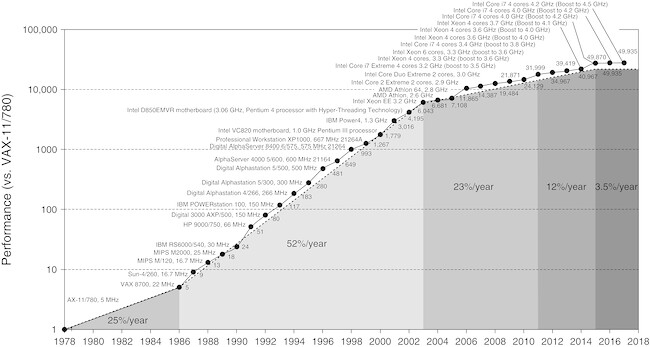 Intel Core i7 4 cores 4.2 GHz (Boost to 4.5 GHz)
Intel Core i7 4 cores 4.0 GHz (Boost to 4.2 GHz)
Intel Core i7 4 cores 4.0 GHz (Boost to 4.2 GHz)
Intel Xeon 4 cores 3.7 GHz (Boost to 4.1 GHz)
Intel Xeon 4 cores 3.6 GHz (Boost to 4.0 GHz)
Intel Xeon 4 cores 3.6 GHz (Boost to 4.0 GHz)
Intel Core i7 4 cores 3.4 GHz (boost to 3.8 GHz)
Intel Xeon 6 cores, 3.3 GHz (boost to 3.6 GHz)
Intel Xeon 4 cores, 3.3 GHz (boost to 3.6 GHz)
Intel Core i7 Extreme 4 cores 3.2 GHz (boost to 3.5 GHz)
Intel Core Duo Extreme 2 cores, 3.0 GHz
Intel Core 2 Extreme 2 cores, 2.9 GHz
AMD Athlon 64, 2.8 GHz
AMD Athlon, 2.6 GHz
Intel Xeon EE 3.2 GHz
Intel D850EMVR motherboard (3.06 GHz, Pentium 4 processor with Hyper-Threading Technology)
IBM Power4, 1.3 GHz
Intel VC820 motherboard, 1.0 GHz Pentium III processor
Professional Workstation XP1000, 667 MHz 21264A
Digital AlphaServer 8400 6/575, 575 MHz 21264
AlphaServer 4000 5/600, 600 MHz 21164
Digital Alphastation 5/500, 500 MHz
Digital Alphastation 5/300, 300 MHz
Digital Alphastation 4/266, 266 MHz
IBM POWERstation 100, 150 MHz
Digital 3000 AXP/500, 150 MHz
HP 9000/750, 66 MHz
IBM RS6000/540, 30 MHz
MIPS M2000, 25 MHz
MIPS M/120, 16.7 MHz
Sun-4/260, 16.7 MHz
VAX 8700, 22 MHz
AX-11/780, 5 MHz
5
9
13
18
24
51
80
117
183
280
481
649
993
1,267
1,779
3,016
4,195
6,043
6,681
7,108
11,865
14,387
19,484
21,871
24,129
31,999
34,967
39,419
40,967
49,870
49,935
49,935
25%/year
52%/year
23%/year
12%/year
3.5%/year
Performance (vs. VAX-11/780)
100,000
10,000
1000
100
10
1
1978 1980 1982 1984 1986 1988 1990 1992 1994 1996 1998 2000 2002 2004 2006 2008 2010 2012 2014 2016 2018